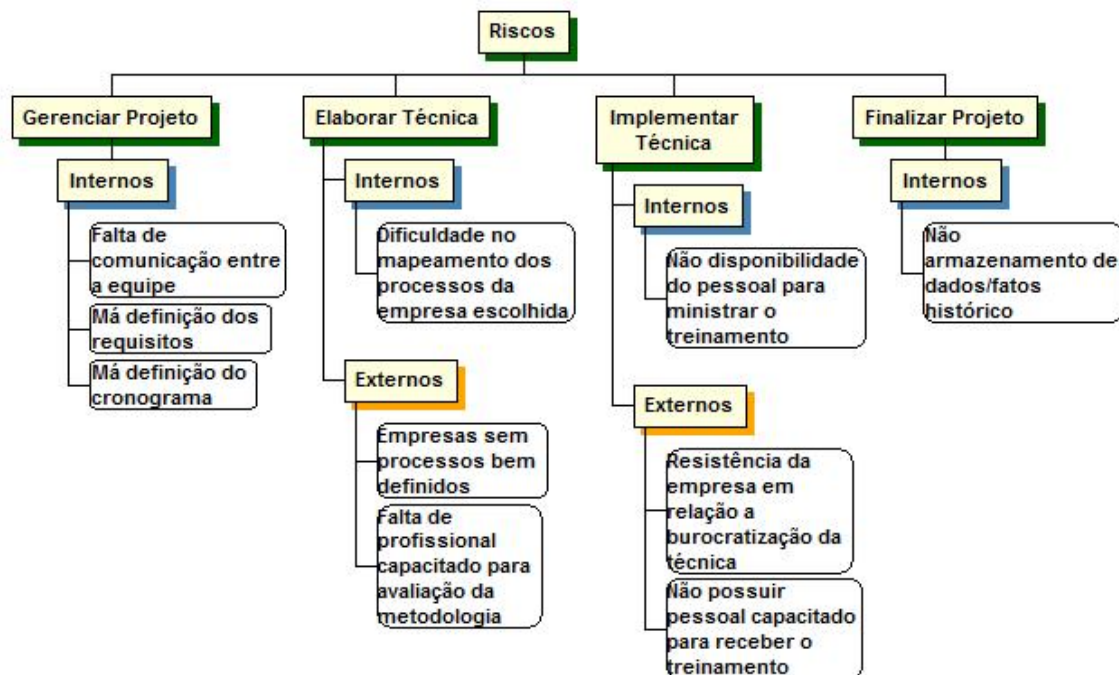 Riscos
Gerenciar Projeto
Internos
Falta de
comunicação entre
a equipe
Má definição dos
requisitos
Má definição do
cronograma
Elaborar Técnica
Internos
Dificuldade no
mapeamento dos
processos da
empresa escolhida
Externos
Empresas sem
processos bem
definidos
Falta de
profissional
capacitado para
avaliação da
metodologia
Implementar
Técnica
Internos
Não disponibilidade
do pessoal para
ministrar o
treinamento
Externos
Resistência da
empresa em
relação a
burocratização da
técnica
Não possuir
pessoal capacitado
para receber o
treinamento
Finalizar Projeto
Internos
Não
armazenamento de
dados/fatos
histórico